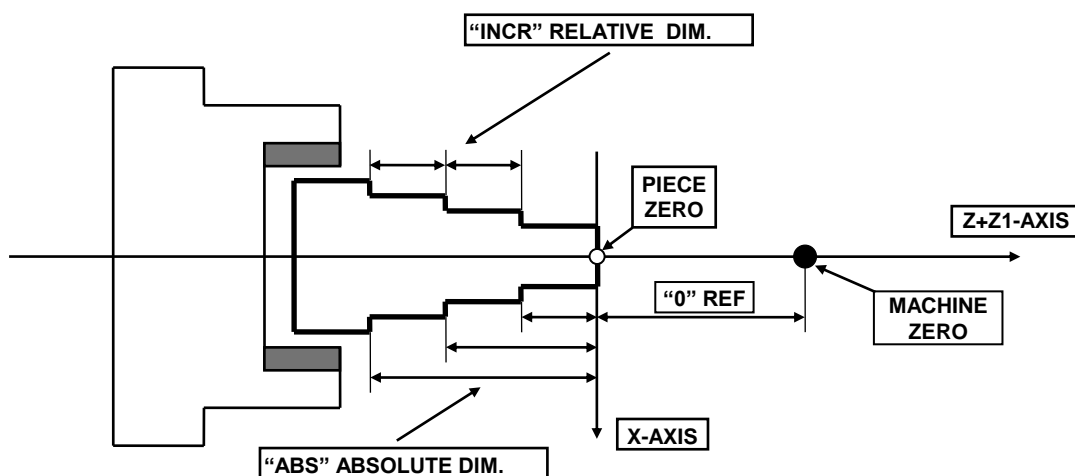 “INCR” RELATIVE DIM.
PIECE
ZERO
Z+Z1-AXIS
“0” REF
MACHINE
ZERO
X-AXIS
“ABS” ABSOLUTE DIM.